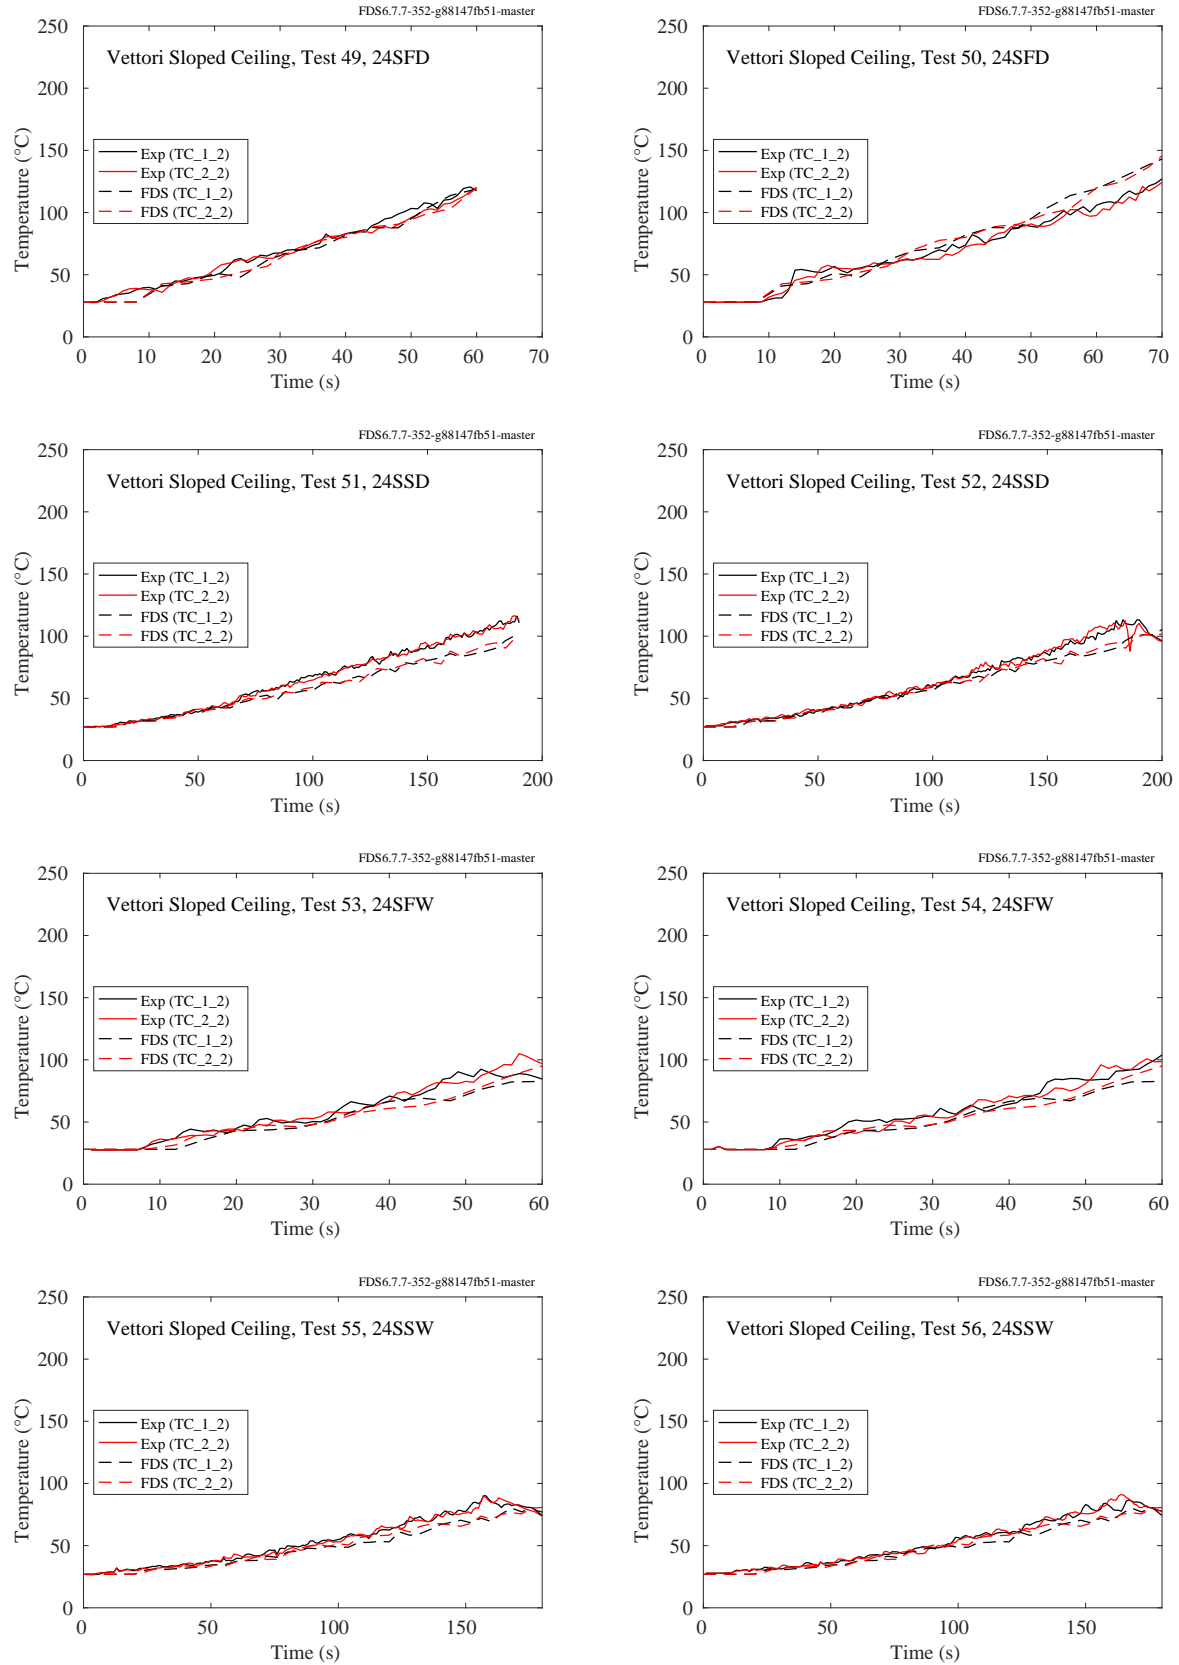 FDS6.7.7-352-g88147fb51-master
Vettori Sloped Ceiling, Test 49, 24SFD
Temperature (°C)
250
200
150
100
50
0
Exp (TC_1_2)
Exp (TC_2_2)
FDS (TC_1_2)
FDS (TC_2_2)
0 10 20 30 40 50 60 70
Time (s)
FDS6.7.7-352-g88147fb51-master
Vettori Sloped Ceiling, Test 50, 24SFD
Temperature (°C)
250
200
150
100
50
0
Exp (TC_1_2)
Exp (TC_2_2)
FDS (TC_1_2)
FDS (TC_2_2)
0 10 20 30 40 50 60 70
Time (s)
FDS6.7.7-352-g88147fb51-master
Vettori Sloped Ceiling, Test 51, 24SSD
Temperature (°C)
250
200
150
100
50
0
Exp (TC_1_2)
Exp (TC_2_2)
FDS (TC_1_2)
FDS (TC_2_2)
0 50 100 150 200
Time (s)
FDS6.7.7-352-g88147fb51-master
Vettori Sloped Ceiling, Test 52, 24SSD
Temperature (°C)
250
200
150
100
50
0
Exp (TC_1_2)
Exp (TC_2_2)
FDS (TC_1_2)
FDS (TC_2_2)
0 50 100 150 200
Time (s)
FDS6.7.7-352-g88147fb51-master
Vettori Sloped Ceiling, Test 53, 24SFW
Temperature (°C)
250
200
150
100
50
0
Exp (TC_1_2)
Exp (TC_2_2)
FDS (TC_1_2)
FDS (TC_2_2)
0 10 20 30 40 50 60
Time (s)
FDS6.7.7-352-g88147fb51-master
Vettori Sloped Ceiling, Test 54, 24SFW
Temperature (°C)
250
200
150
100
50
0
Exp (TC_1_2)
Exp (TC_2_2)
FDS (TC_1_2)
FDS (TC_2_2)
0 10 20 30 40 50 60
Time (s)
FDS6.7.7-352-g88147fb51-master
Vettori Sloped Ceiling, Test 55, 24SSW
Temperature (°C)
250
200
150
100
50
0
Exp (TC_1_2)
Exp (TC_2_2)
FDS (TC_1_2)
FDS (TC_2_2)
0 50 100 150
Time (s)
FDS6.7.7-352-g88147fb51-master
Vettori Sloped Ceiling, Test 56, 24SSW
Temperature (°C)
250
200
150
100
50
0
Exp (TC_1_2)
Exp (TC_2_2)
FDS (TC_1_2)
FDS (TC_2_2)
0 50 100 150
Time (s)